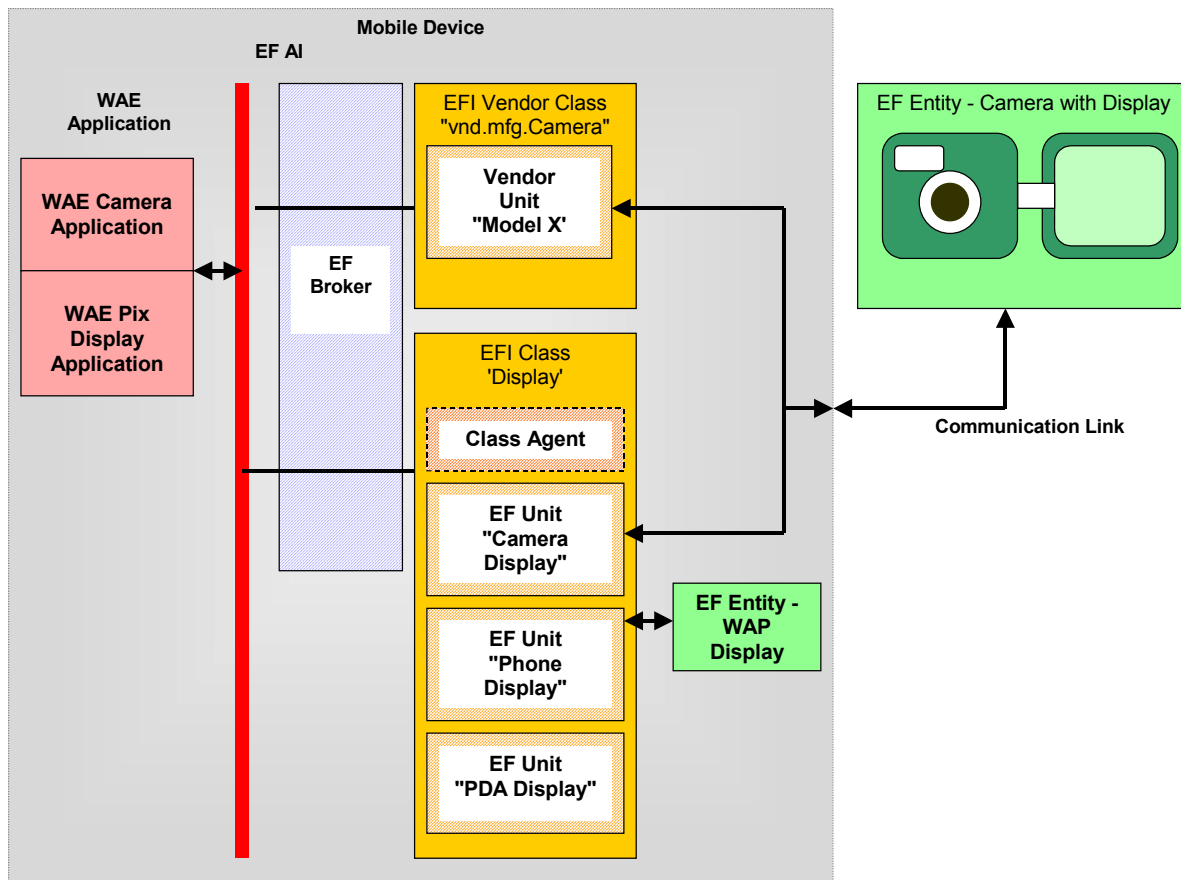 Mobile Device
EF AI
WAE
Application
WAE Camera
Application
WAE Pix
Display
Application
EF
Broker
EFI Vendor Class
"vnd.mfg.Camera"
Vendor
Unit
"Model X'
EFI Class
'Display'
Class Agent
EF Unit
"Camera
Display"
EF Unit
"Phone
Display"
EF Unit
"PDA Display"
EF Entity -
WAP
Display
EF Entity - Camera with Display
Communication Link